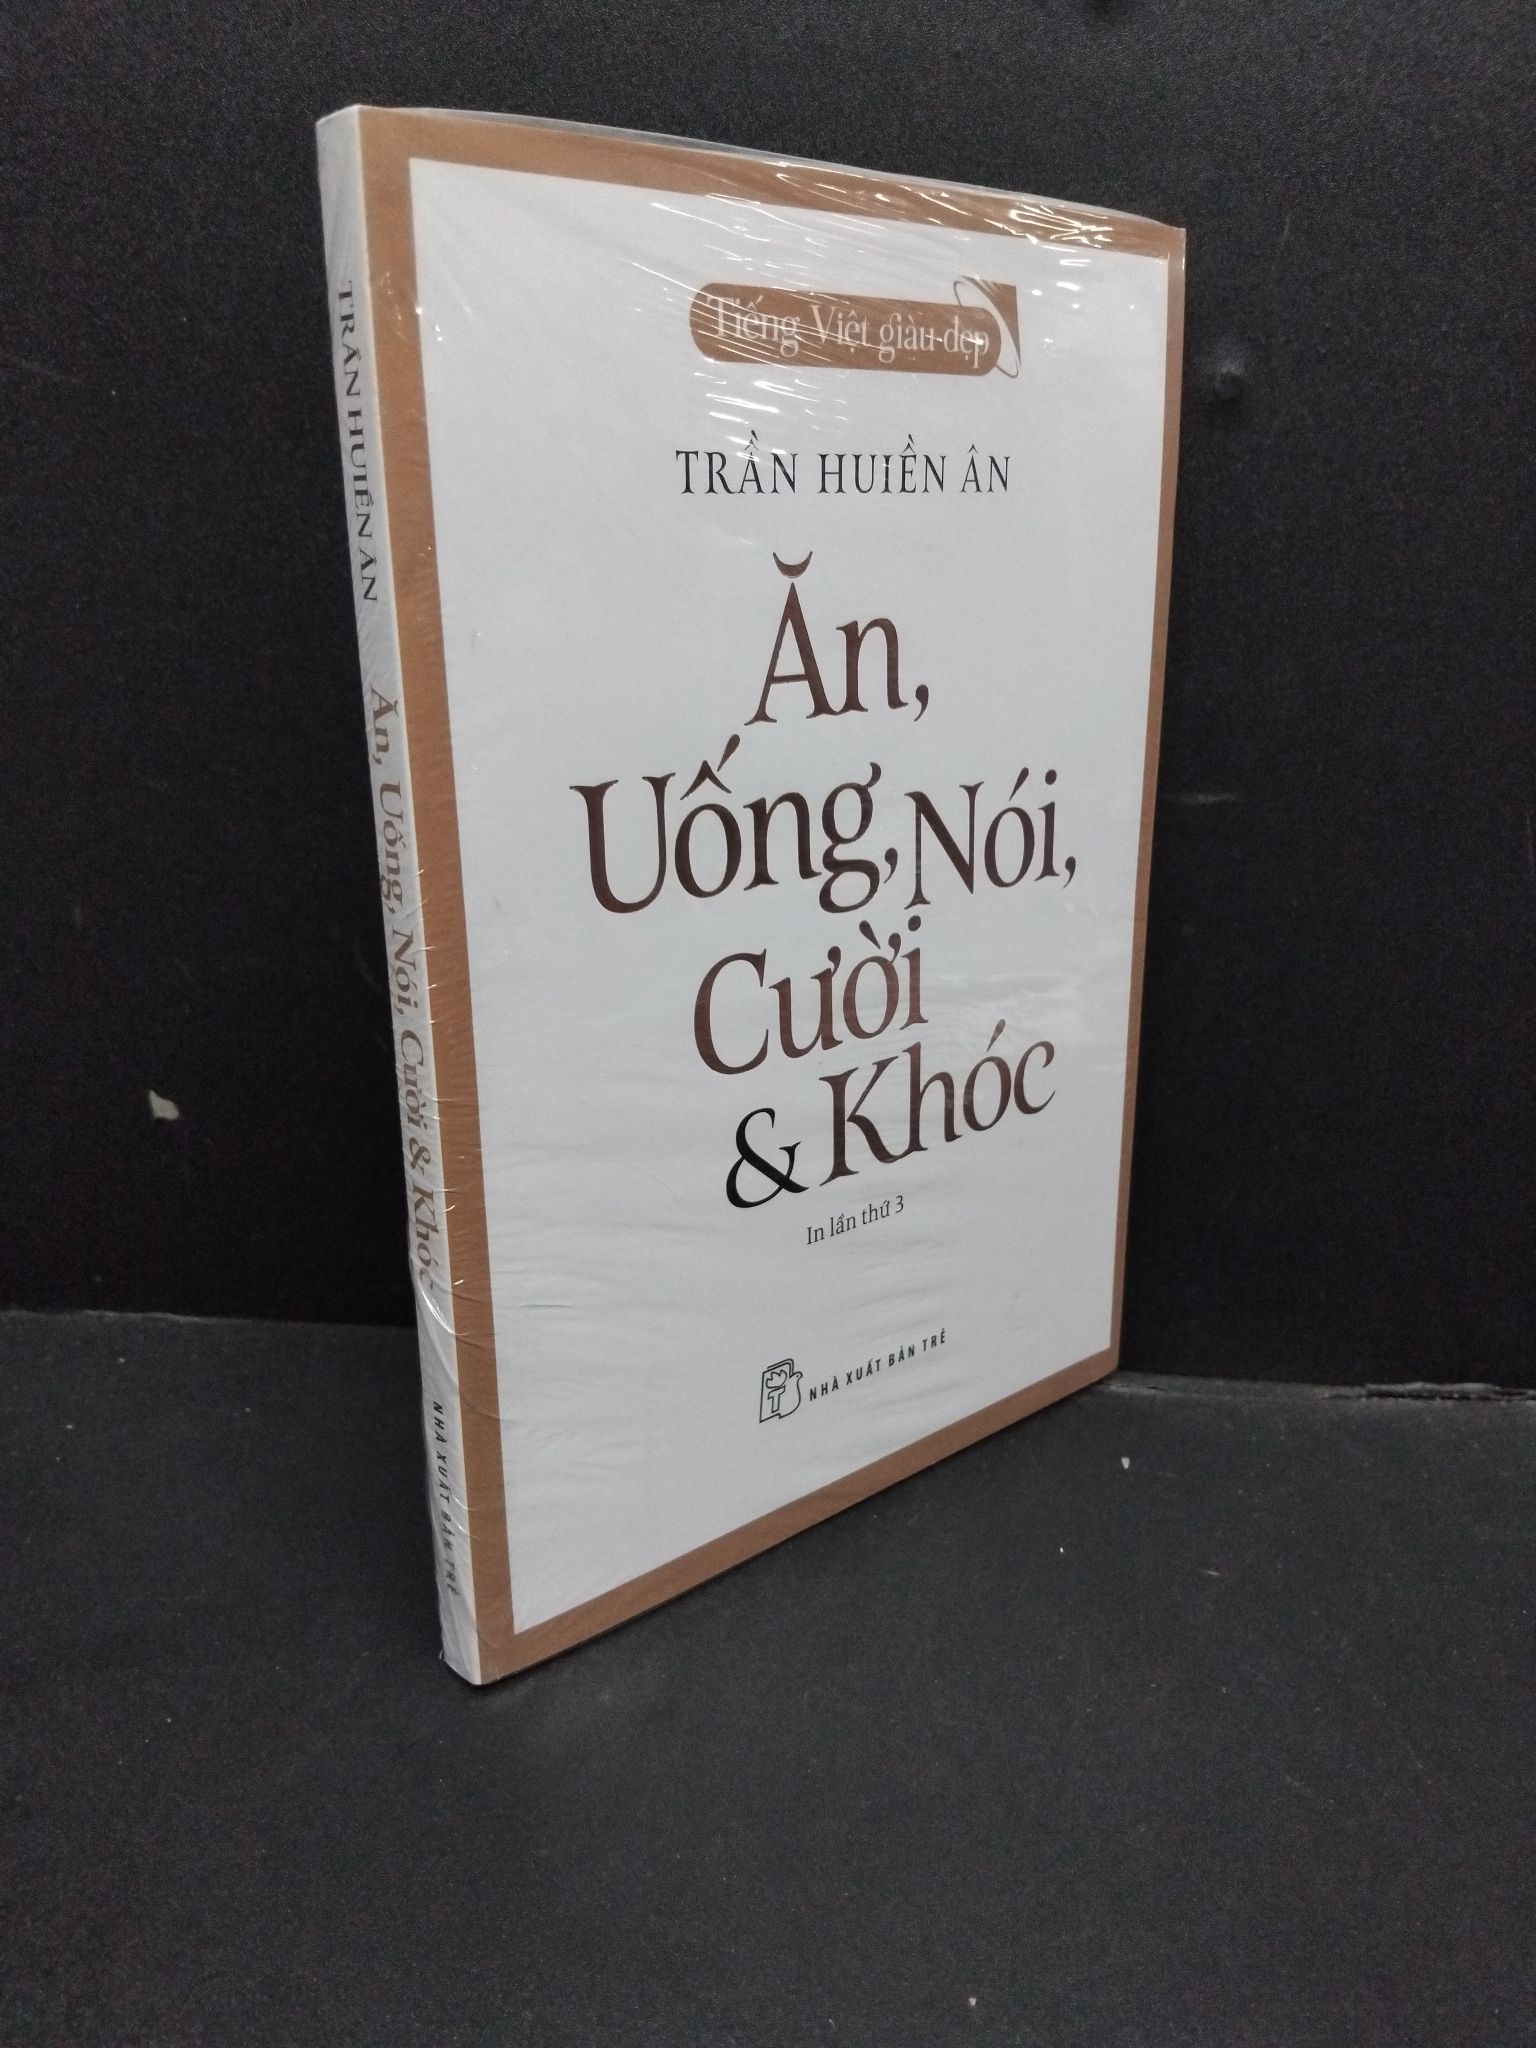 Tiếng Việt giàu đẹp
TRẦN HUIỀN ÂN
Ăn,
Uống, Nói,
Cười
& Khóc
In lần thứ 3
NHÀ XUẤT BẢN TRẺ
TRẦN HUIỀN ÂN Ăn, Uống, Nói, Cười & Khóc NHÀ XUẤT BẢN TRẺ